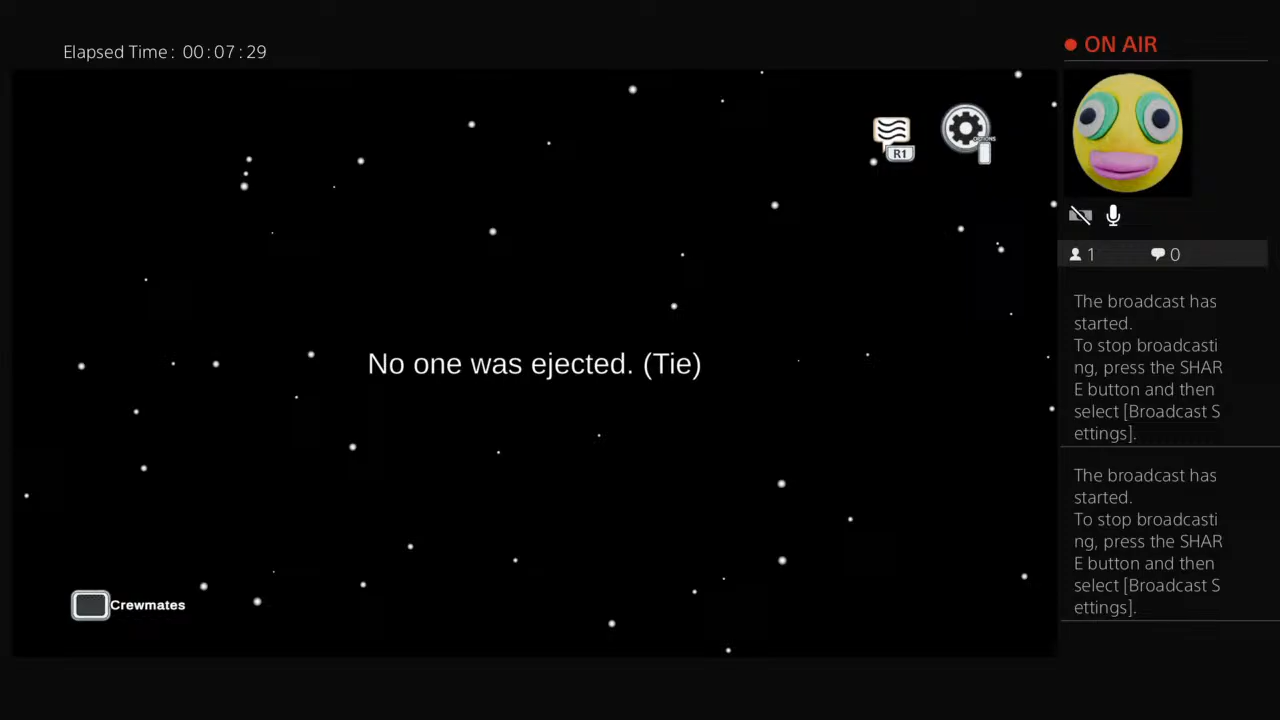 Elapsed Time: 00:07:29
ON AIR
R1
OPTIONS
1
0
The broadcast has
started.
To stop broadcasti
ng, press the SHAR
E button and then
select [Broadcast S
ettings].
The broadcast has
started.
To stop broadcasti
ng, press the SHAR
E button and then
select [Broadcast S
ettings].
No one was ejected. (Tie)
Crewmates